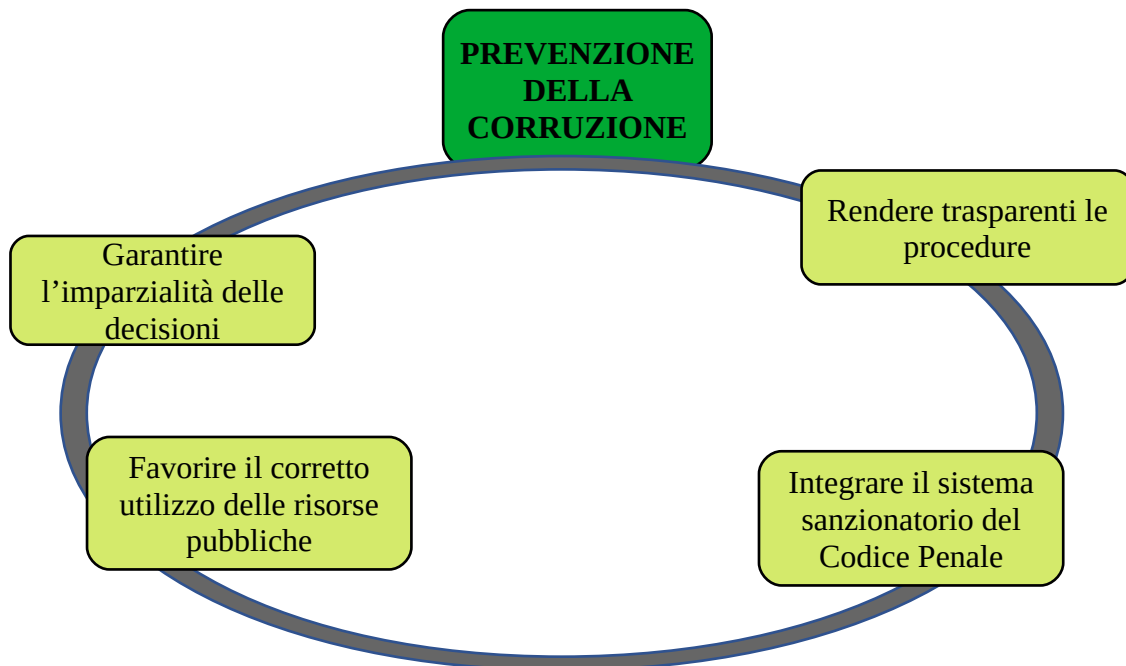 PREVENZIONE
DELLA
CORRUZIONE
Rendere trasparenti le
procedure
Garantire
l’imparzialità delle
decisioni
Favorire il corretto
utilizzo delle risorse
pubbliche
Integrare il sistema
sanzionatorio del
Codice Penale